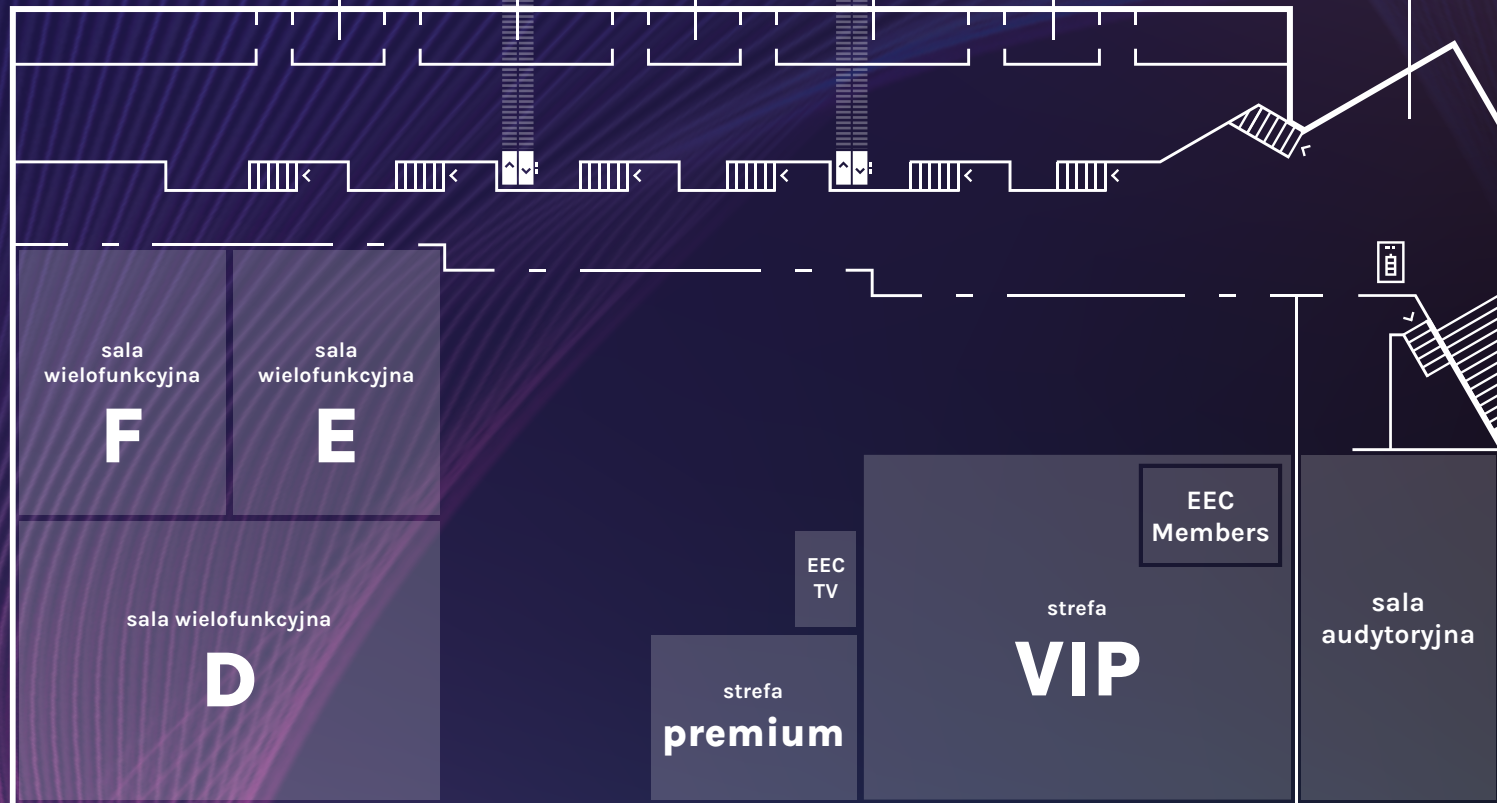 sala
wielofunkcyjna
F
sala
wielofunkcyjna
E
sala wielofunkcyjna
D
EEC
TV
strefa
premium
EEC
Members
strefa
VIP
sala
audytoryjna